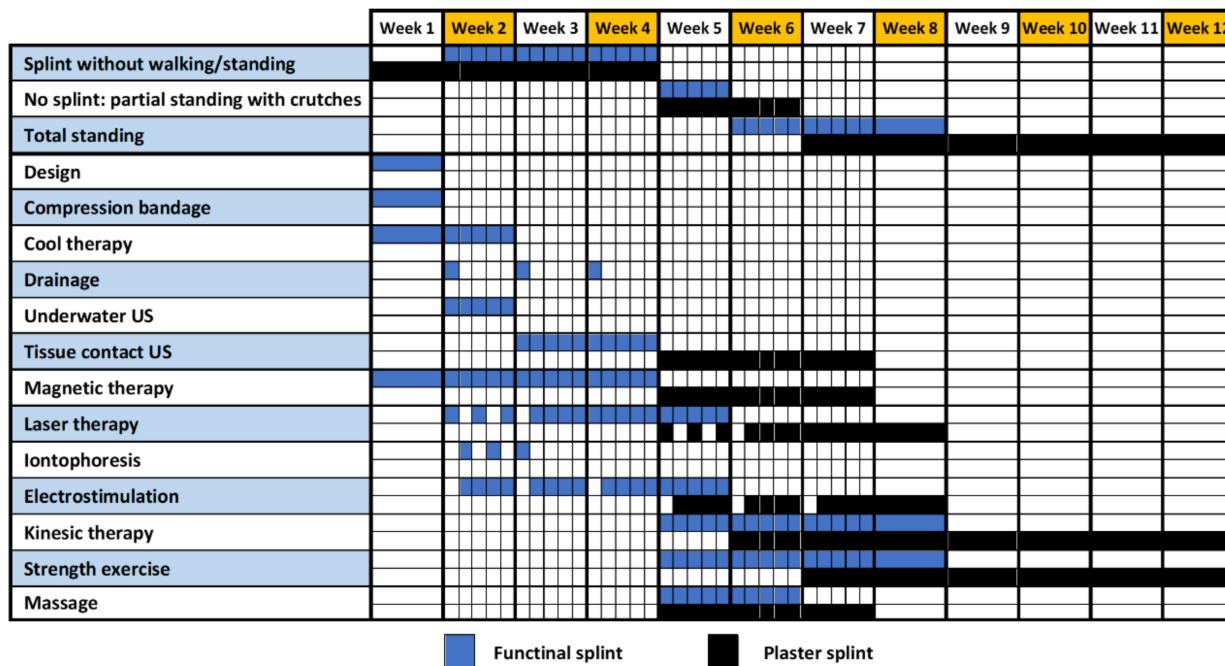 Week 1 Week 2 Week 3 Week 4 Week 5 Week 6 Week 7 Week 8 Week 9 Week 10 Week 11 Week 12
Splint without walking/standing
No splint: partial standing with crutches
Total standing
Design
Compression bandage
Cool therapy
Drainage
Underwater US
Tissue contact US
Magnetic therapy
Laser therapy
Iontophoresis
Electrostimulation
Kinesic therapy
Strength exercise
Massage
Functinal splint Plaster splint